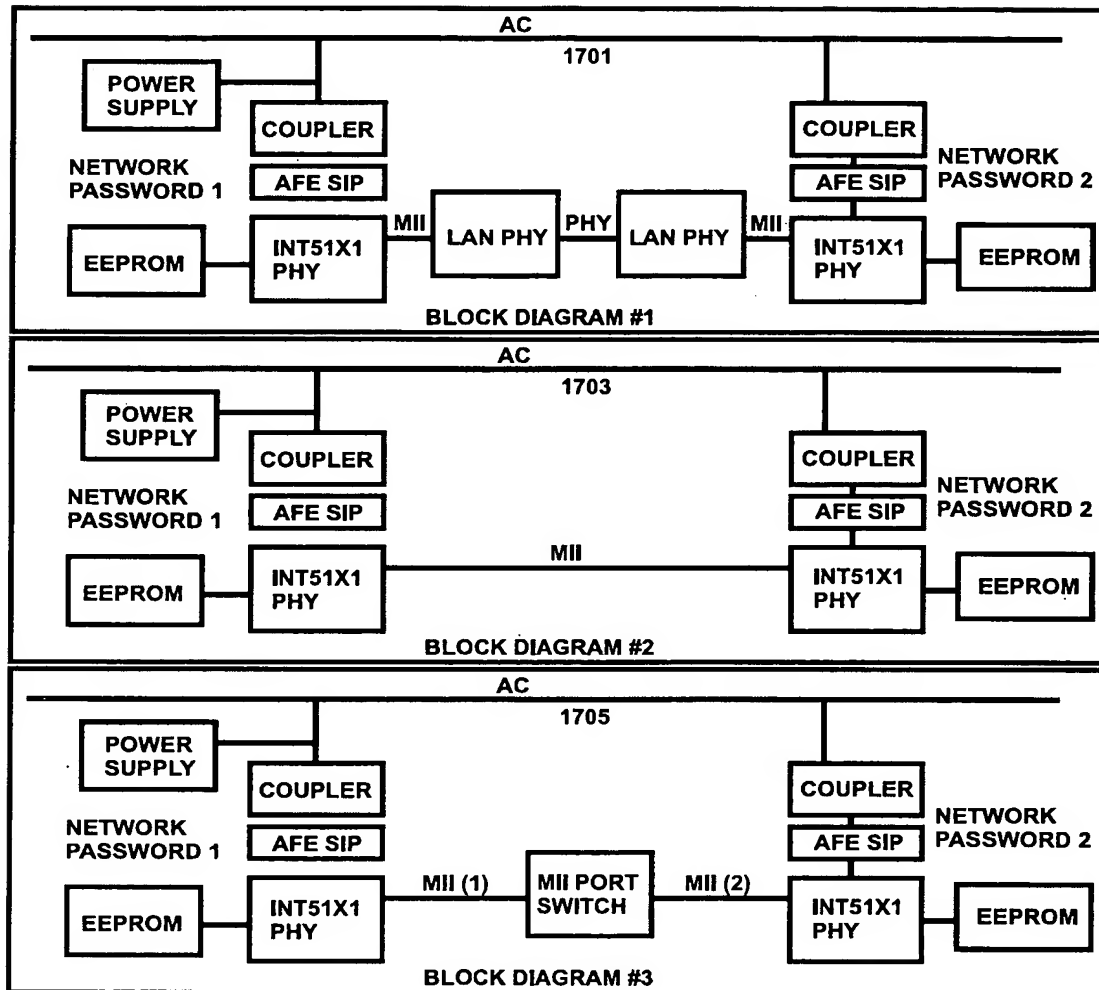 AC
1701
POWER
SUPPLY
COUPLER
COUPLER
NETWORK
PASSWORD 1
AFE SIP
NETWORK
PASSWORD 2
AFE SIP
EEPROM
INT51X1
PHY
MII
LAN PHY
PHY
LAN PHY
MII
INT51X1
PHY
EEPROM
BLOCK DIAGRAM #1
AC
1703
POWER
SUPPLY
COUPLER
COUPLER
NETWORK
PASSWORD 1
AFE SIP
NETWORK
PASSWORD 2
AFE SIP
EEPROM
INT51X1
PHY
MII
INT51X1
PHY
EEPROM
BLOCK DIAGRAM #2
AC
1705
POWER
SUPPLY
COUPLER
COUPLER
NETWORK
PASSWORD 1
AFE SIP
NETWORK
PASSWORD 2
AFE SIP
EEPROM
INT51X1
PHY
MII (1)
MII PORT
SWITCH
MII (2)
INT51X1
PHY
EEPROM
BLOCK DIAGRAM #3